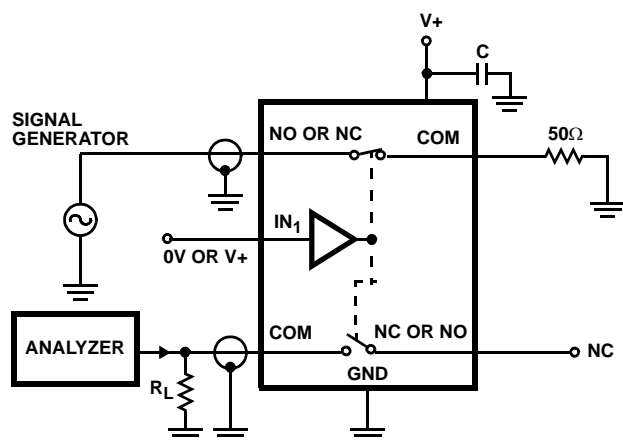 V+
C
SIGNAL
GENERATOR
NO OR NC
COM
50Ω
IN1
0V OR V+
COM
NC OR NO
ANALYZER
NC
GND
RL